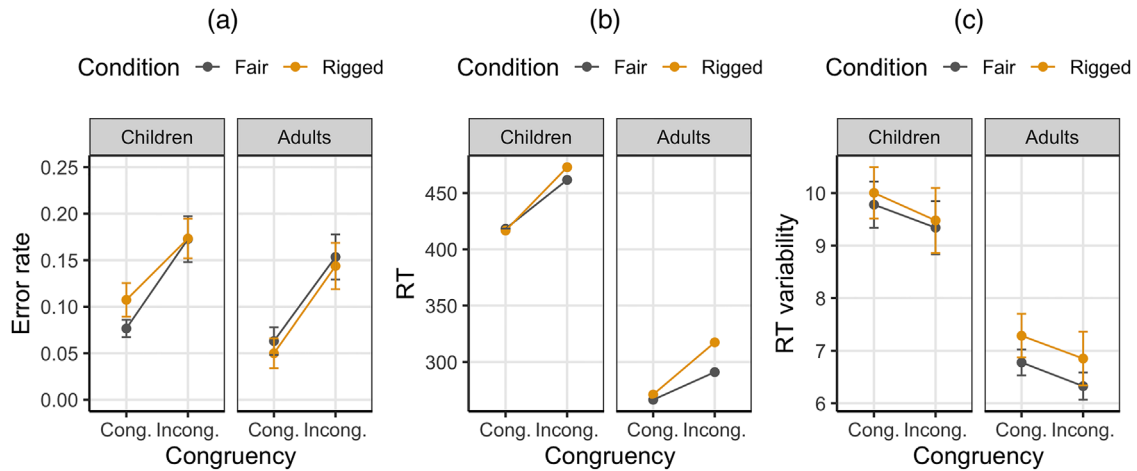 (a)
Condition Fair Rigged
Children Adults
Error rate
0.25
0.20
0.15
0.10
0.05
0.00
Cong. Incong. Cong. Incong.
Congruency
(b)
Condition Fair Rigged
Children Adults
RT
450
400
350
300
Cong. Incong. Cong. Incong.
Congruency
(c)
Condition Fair Rigged
Children Adults
RT variability
10
9
8
7
6
Cong. Incong. Cong. Incong.
Congruency